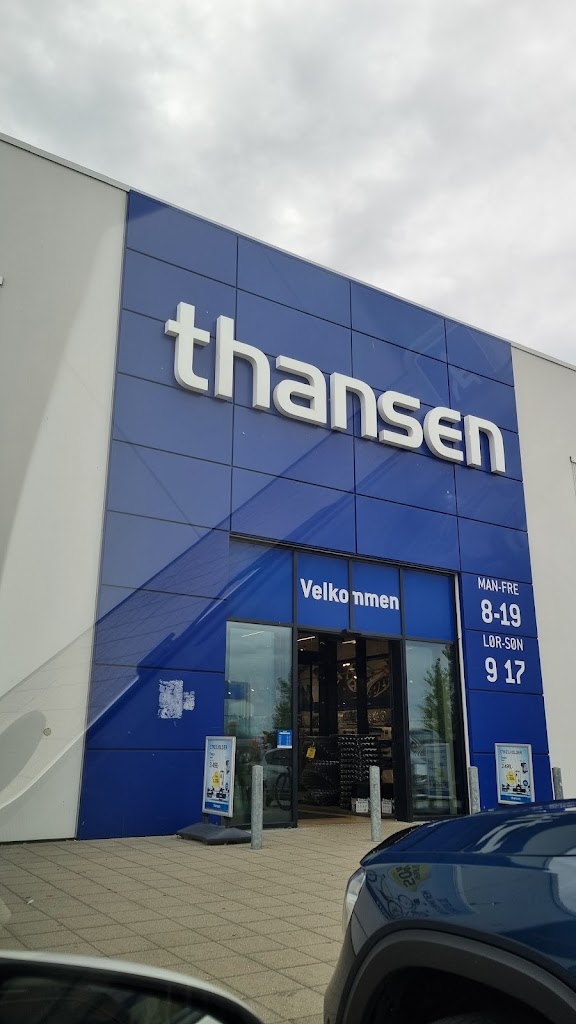 thansen
Velkommen
MAN-FRE
8-19
LØR-SØN
9 17